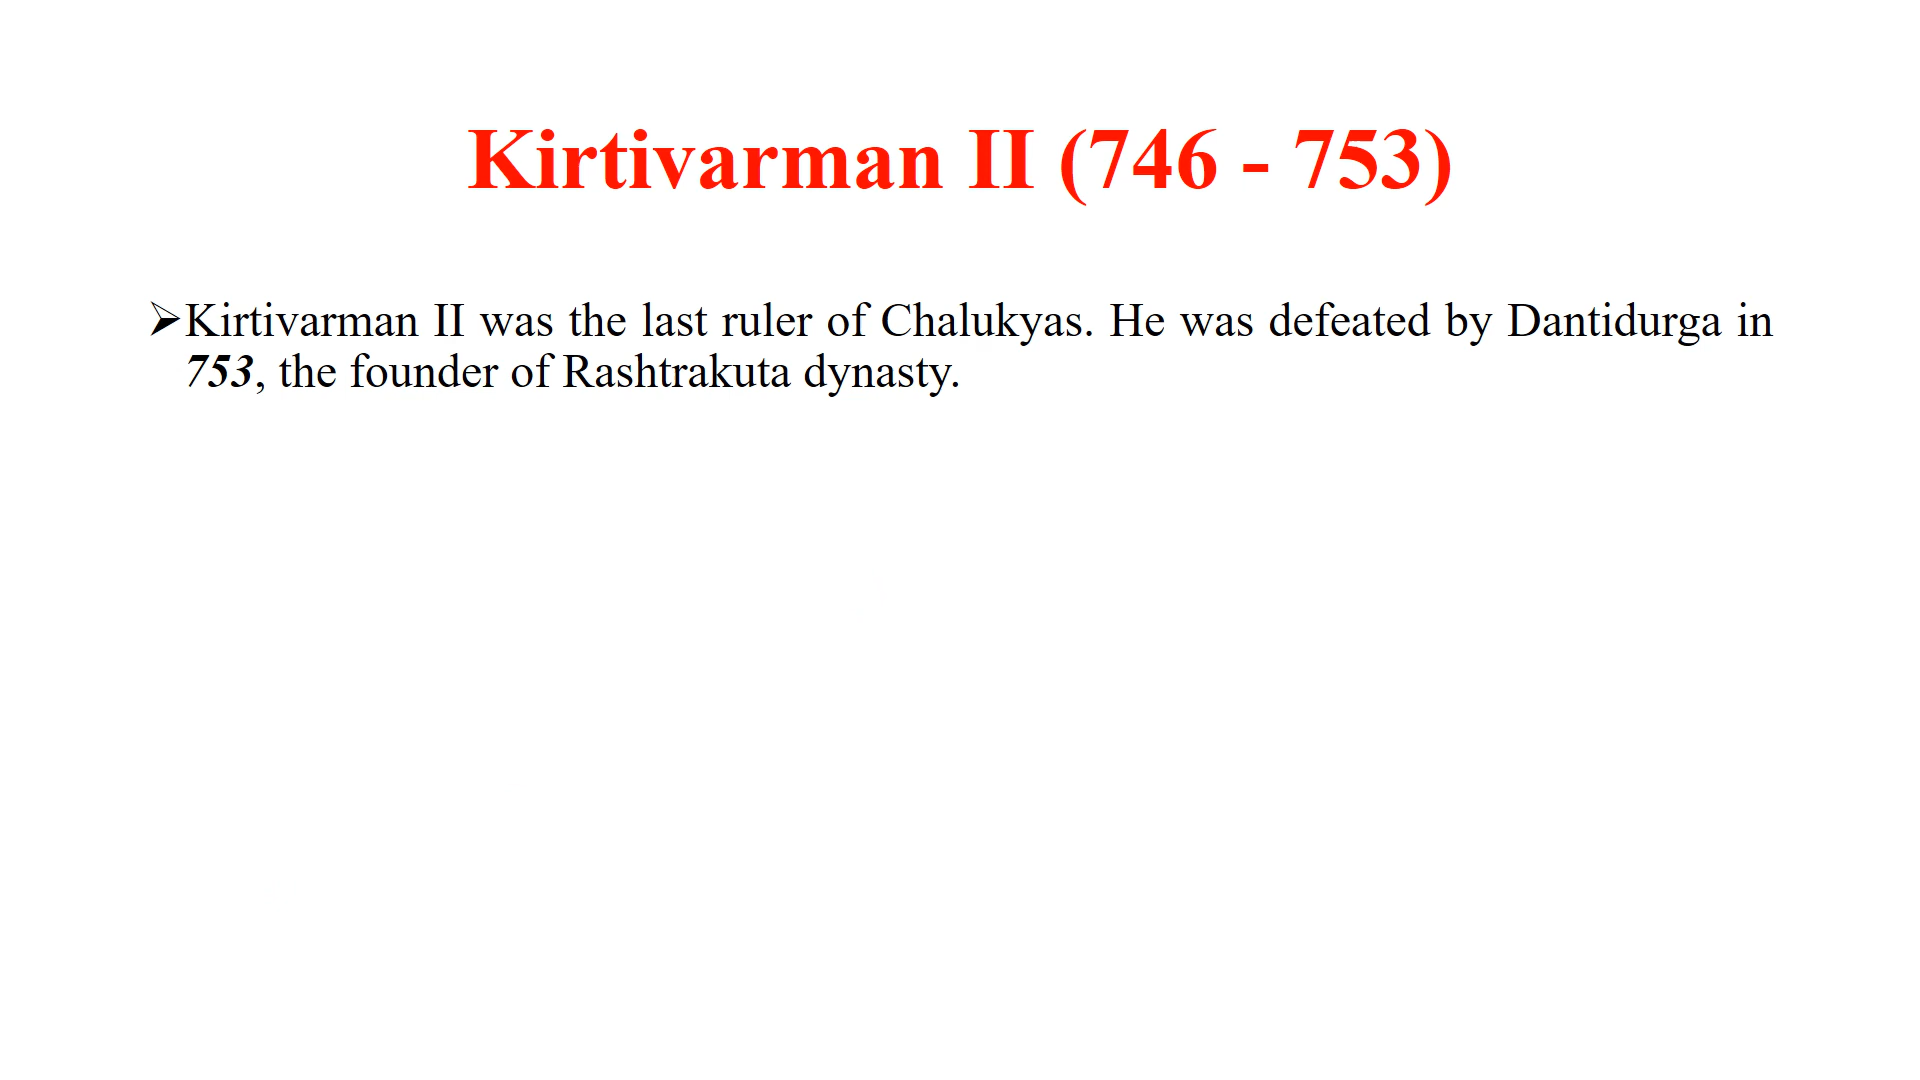 Kirtivarman II (746 - 753)
➢Kirtivarman II was the last ruler of Chalukyas. He was defeated by Dantidurga in
753, the founder of Rashtrakuta dynasty.